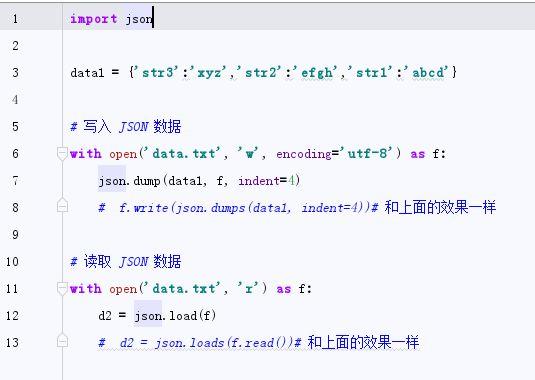 1 import json
2
3 data1 = {'str3':'xyz','str2':'efgh','str1':'abcd'}
4
5 # 写入 JSON 数据
6 with open('data.txt', 'w', encoding='utf-8') as f:
7 json.dump(data1, f, indent=4)
8 # f.write(json.dumps(data1, indent=4))# 和上面的效果一样
9
10 # 读取 JSON 数据
11 with open('data.txt', 'r') as f:
12 d2 = json.load(f)
13 # d2 = json.loads(f.read())# 和上面的效果一样